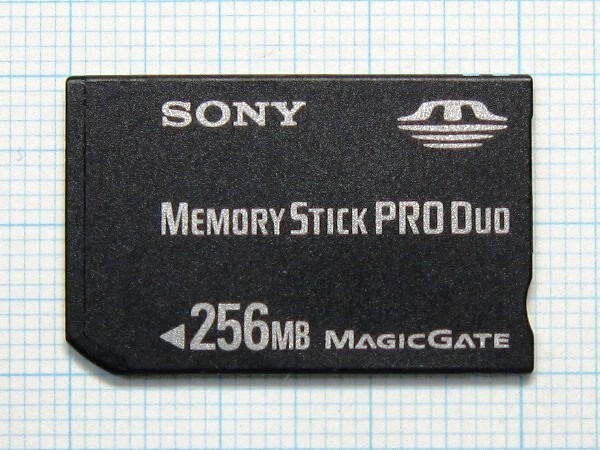 SONY
MEMORY STICK PRO DUO
256MB MAGICGATE